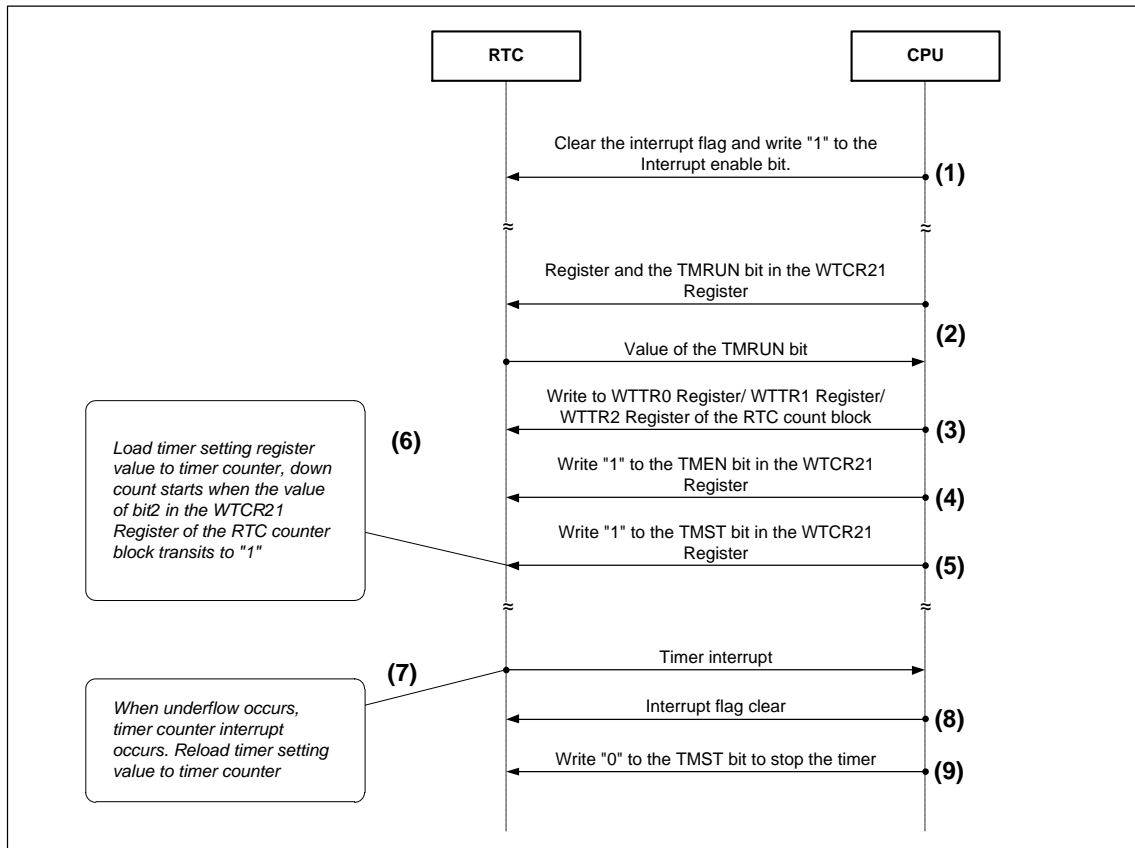 RTC
CPU
Clear the interrupt flag and write "1" to the
Interrupt enable bit.
(1)
≈
≈
Register and the TMRUN bit in the WTCR21
Register
(2)
Value of the TMRUN bit
Write to WTTR0 Register/ WTTR1 Register/
WTTR2 Register of the RTC count block
(3)
(6)
Load timer setting register
value to timer counter, down
count starts when the value
of bit2 in the WTCR21
Register of the RTC counter
block transits to "1"
Write "1" to the TMEN bit in the WTCR21
Register
(4)
Write "1" to the TMST bit in the WTCR21
Register
(5)
≈
≈
Timer interrupt
(7)
When underflow occurs,
timer counter interrupt
occurs. Reload timer setting
value to timer counter
Interrupt flag clear
(8)
Write "0" to the TMST bit to stop the timer
(9)